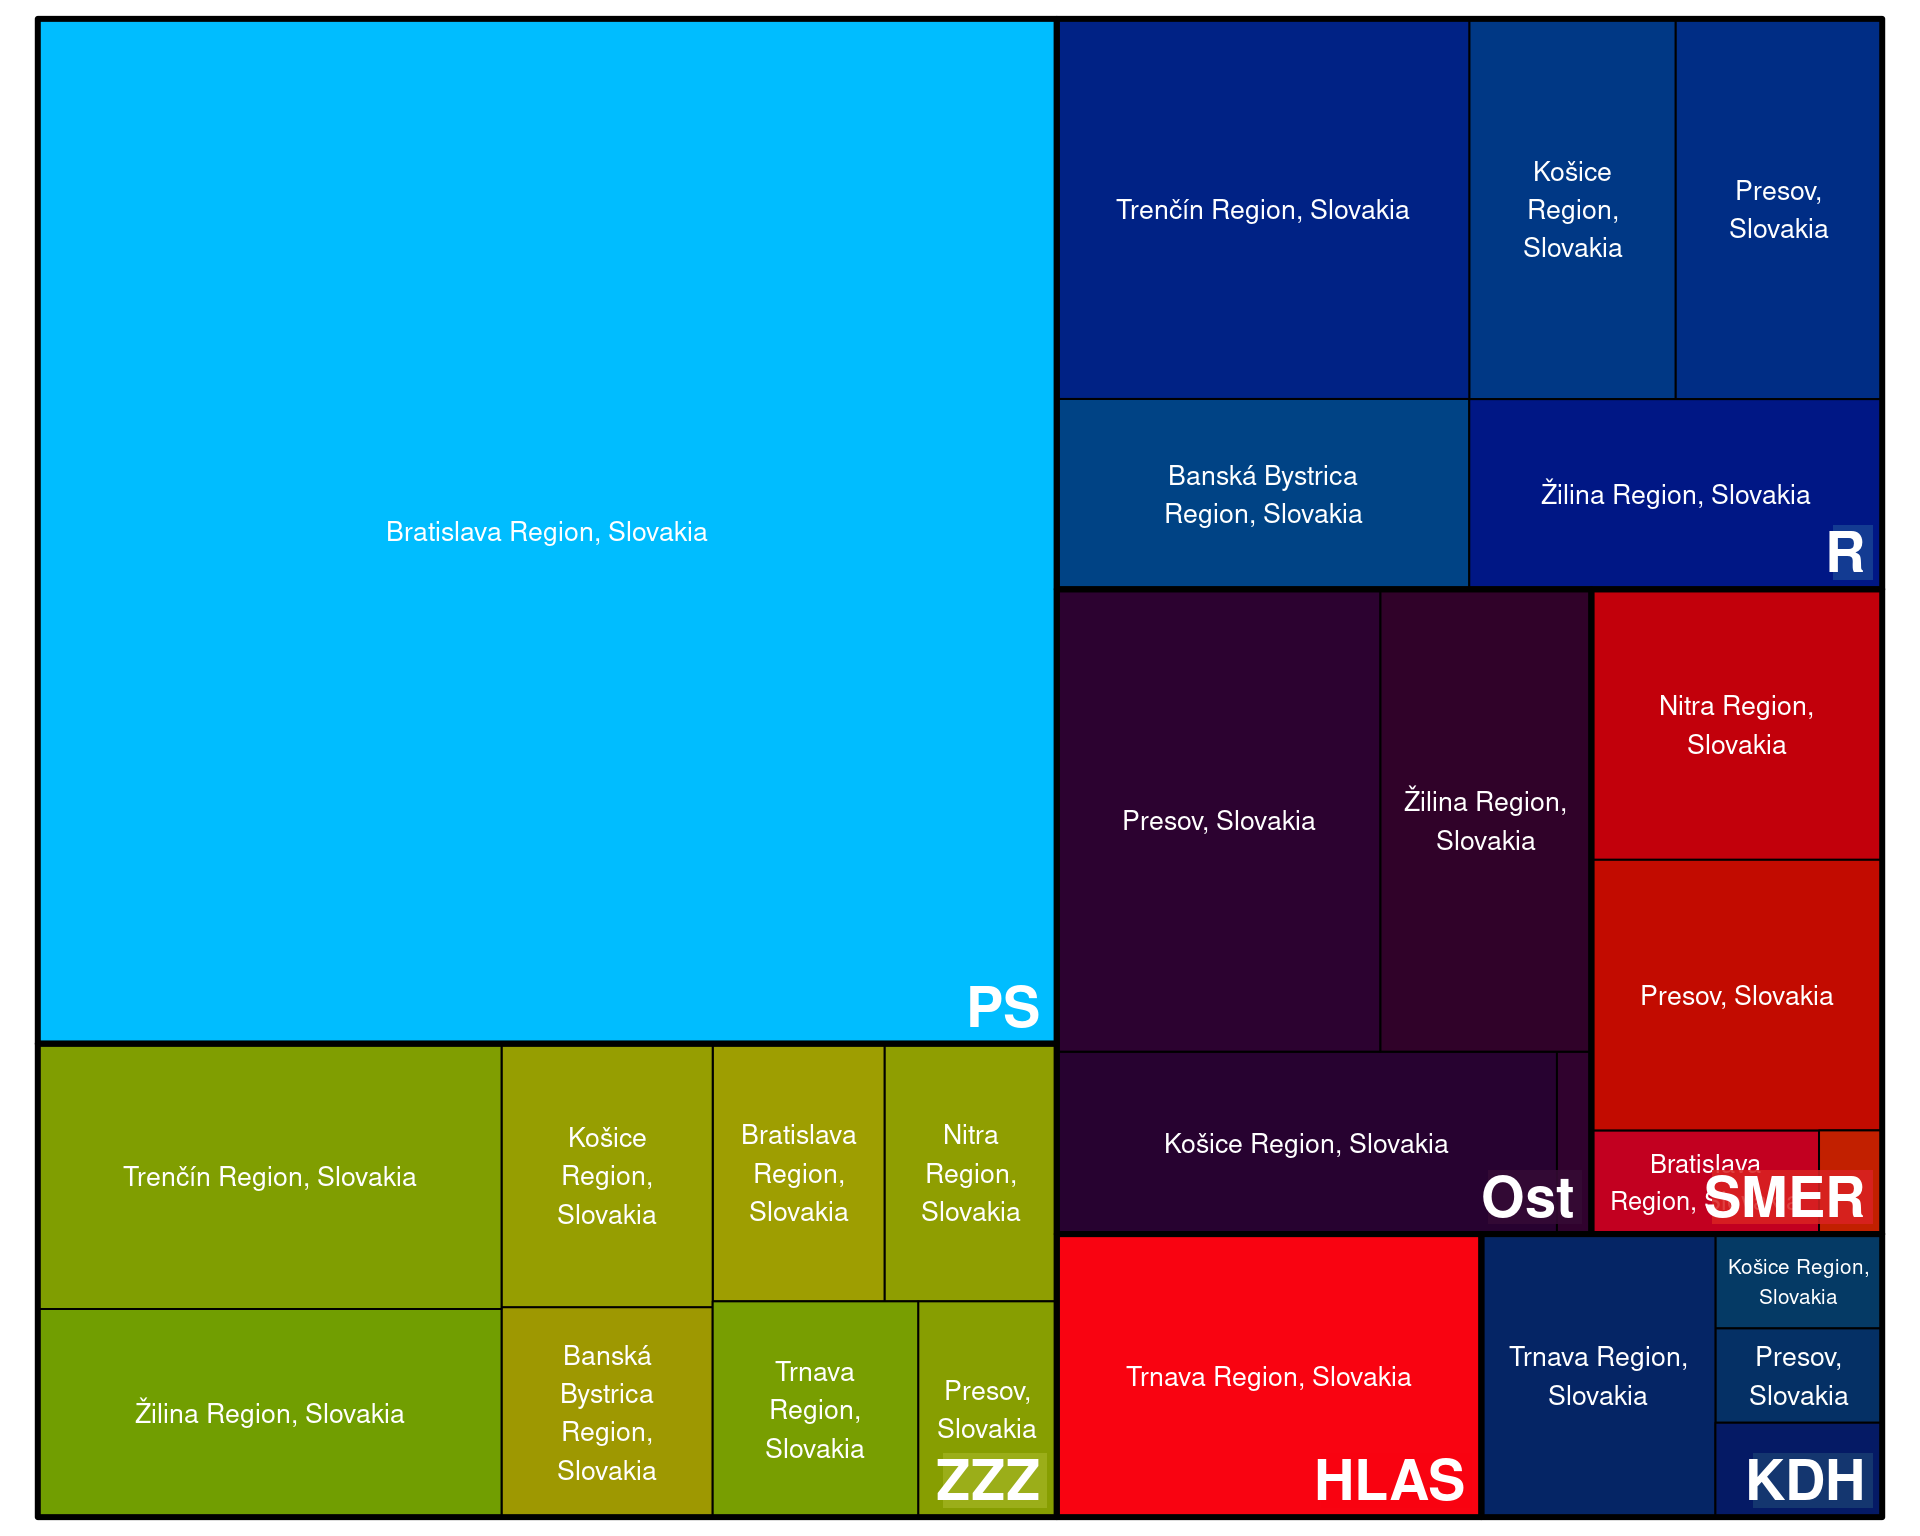 Bratislava Region, Slovakia
PS
Trenčín Region, Slovakia
Košice
Region,
Slovakia
Presov,
Slovakia
Banská Bystrica
Region, Slovakia
Žilina Region, Slovakia
R
Presov, Slovakia
Žilina Region,
Slovakia
Košice Region, Slovakia
Ost
Nitra Region,
Slovakia
Presov, Slovakia
Bratislava
Region,
SMER
Trenčín Region, Slovakia
Košice
Region,
Slovakia
Bratislava
Region,
Slovakia
Nitra
Region,
Slovakia
Žilina Region, Slovakia
Banská
Bystrica
Region,
Slovakia
Trnava
Region,
Slovakia
Presov,
Slovakia
ZZZ
Trnava Region, Slovakia
HLAS
Trnava Region,
Slovakia
Košice Region,
Slovakia
Presov,
Slovakia
KDH